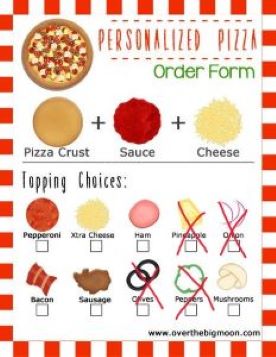 PERSONALIZED PIZZA
Order Form
Pizza Crust + Sauce + Cheese
Topping Choices:
Pepperoni Xtra Cheese Ham Pineapple Onion
Bacon Sausage Olives Peppers Mushrooms
www.overthebigmoon.com